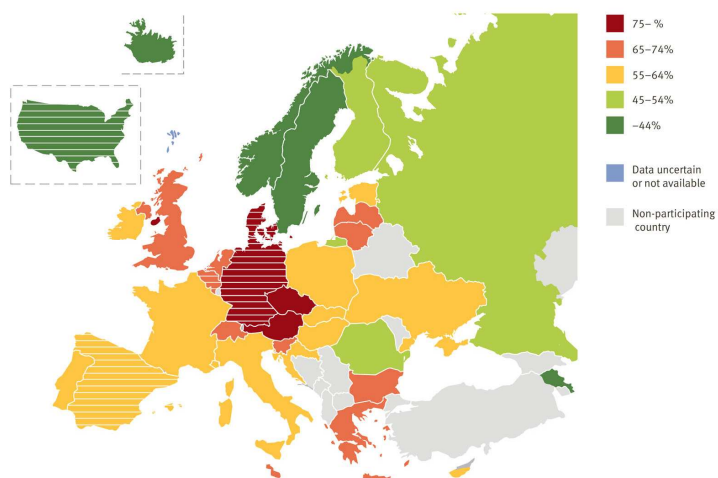 75– %
65–74%
55–64%
45–54%
–44%
Data uncertain
or not available
Non-participating
country